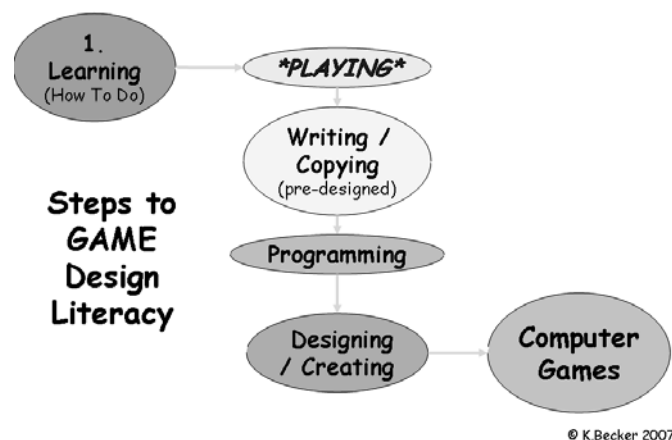 1.
Learning
(How To Do)
*PLAYING*
Writing /
Copying
(pre-designed)
Steps to
GAME
Design
Literacy
Programming
Designing
/ Creating
Computer
Games
© K.Becker 2007